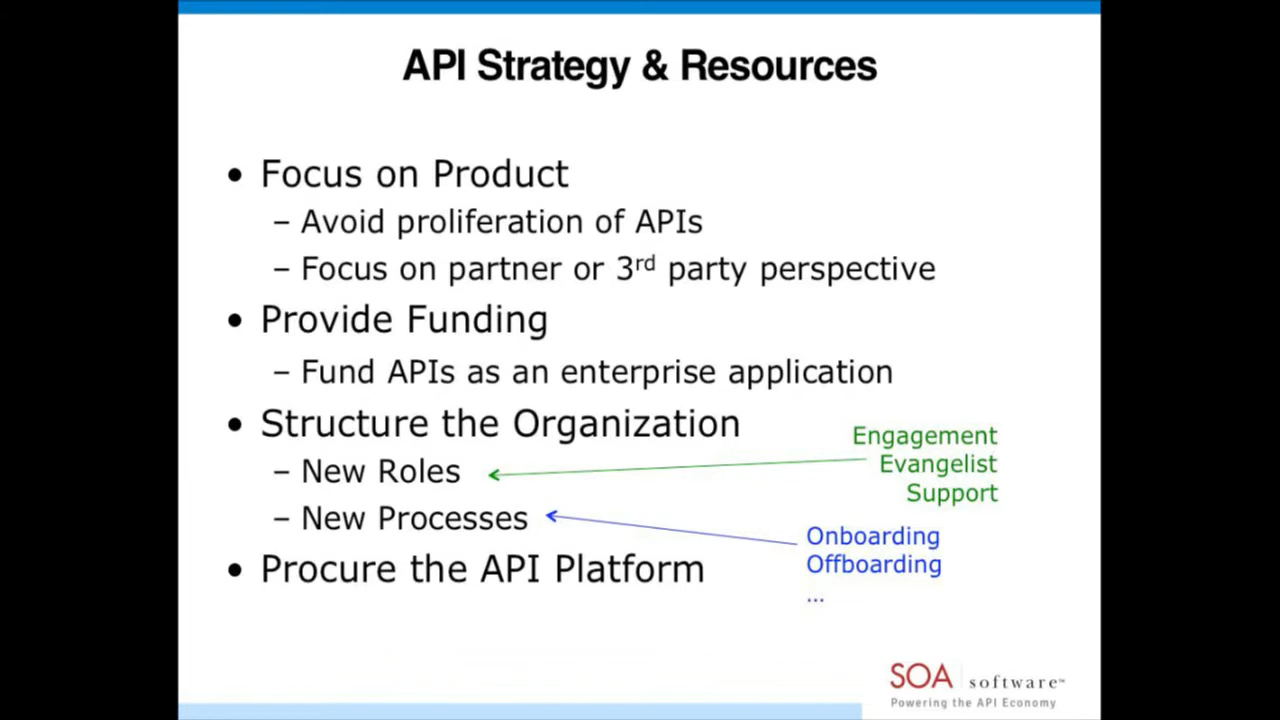 API Strategy & Resources
• Focus on Product
– Avoid proliferation of APIs
– Focus on partner or 3rd party perspective
• Provide Funding
– Fund APIs as an enterprise application
• Structure the Organization
– New Roles
– New Processes
• Procure the API Platform
Engagement
Evangelist
Support
Onboarding
Offboarding
...
SOA software™
Powering the API Economy